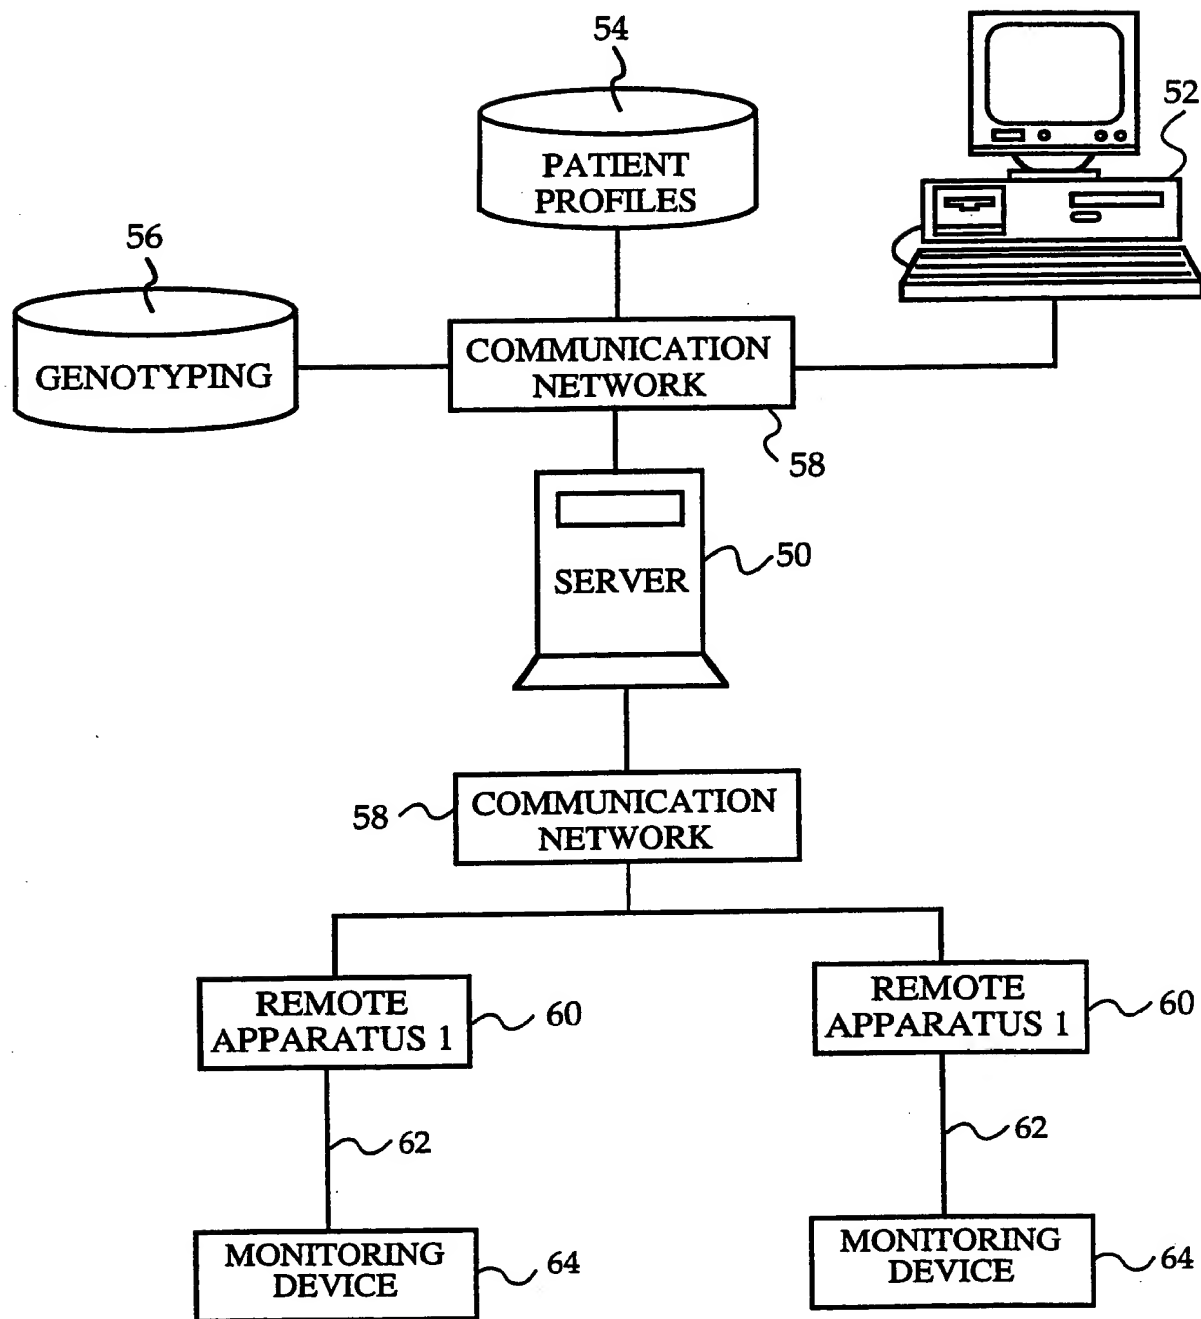 54
52
PATIENT
PROFILES
56
GENOTYPING
COMMUNICATION
NETWORK
58
50
SERVER
58
COMMUNICATION
NETWORK
REMOTE
APPARATUS 1
60
REMOTE
APPARATUS 1
60
62
62
MONITORING
DEVICE
64
MONITORING
DEVICE
64